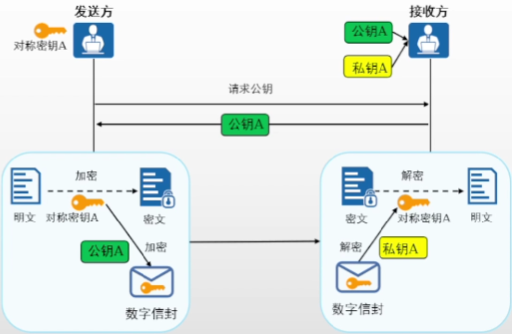 发送方
接收方
对称密钥A
公钥A
私钥A
请求公钥
公钥A
加密
明文
对称密钥A
密文
公钥A
加密
数字信封
解密
密文
对称密钥A
明文
解密
私钥A
数字信封